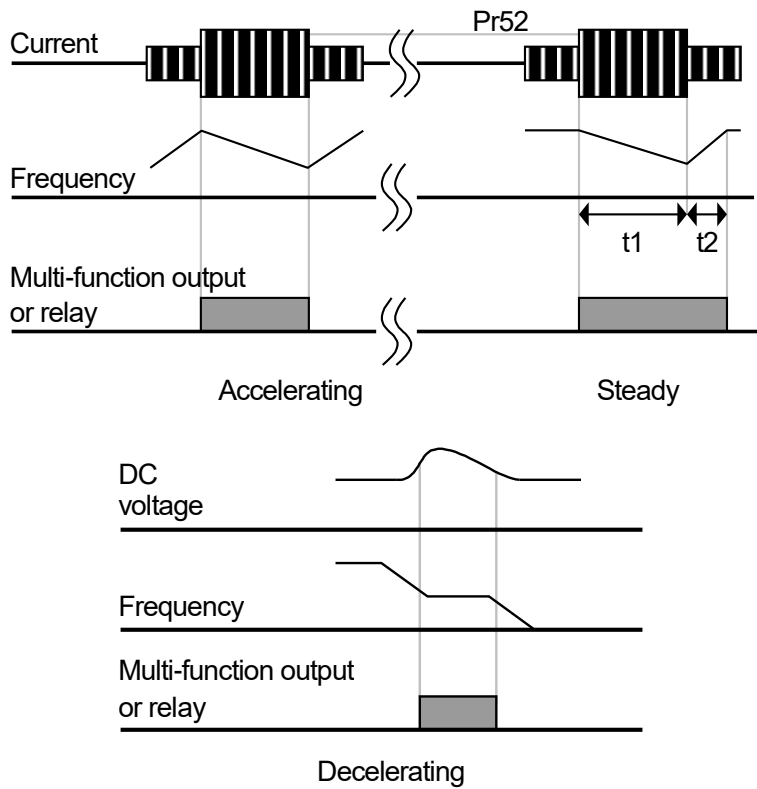 Pr52
Current
Frequency
t1
t2
Multi-function output
or relay
Accelerating
Steady
DC
voltage
Frequency
Multi-function output
or relay
Decelerating